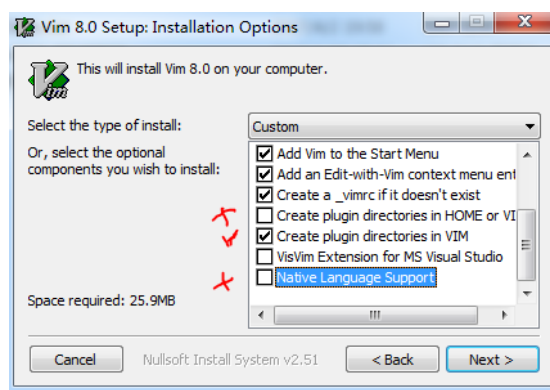 Vim 8.0 Setup: Installation Options
This will install Vim 8.0 on your computer.
Vim
Select the type of install:
Custom
Or, select the optional
components you wish to install:
Add Vim to the Start Menu
Add an Edit-with-Vim context menu ent
Create a _vimrc if it doesn't exist
Create plugin directories in HOME or VI
Create plugin directories in VIM
VisVim Extension for MS Visual Studio
Native Language Support
Space required: 25.9MB
Cancel
Nullsoft Install System v2.51
< Back
Next >